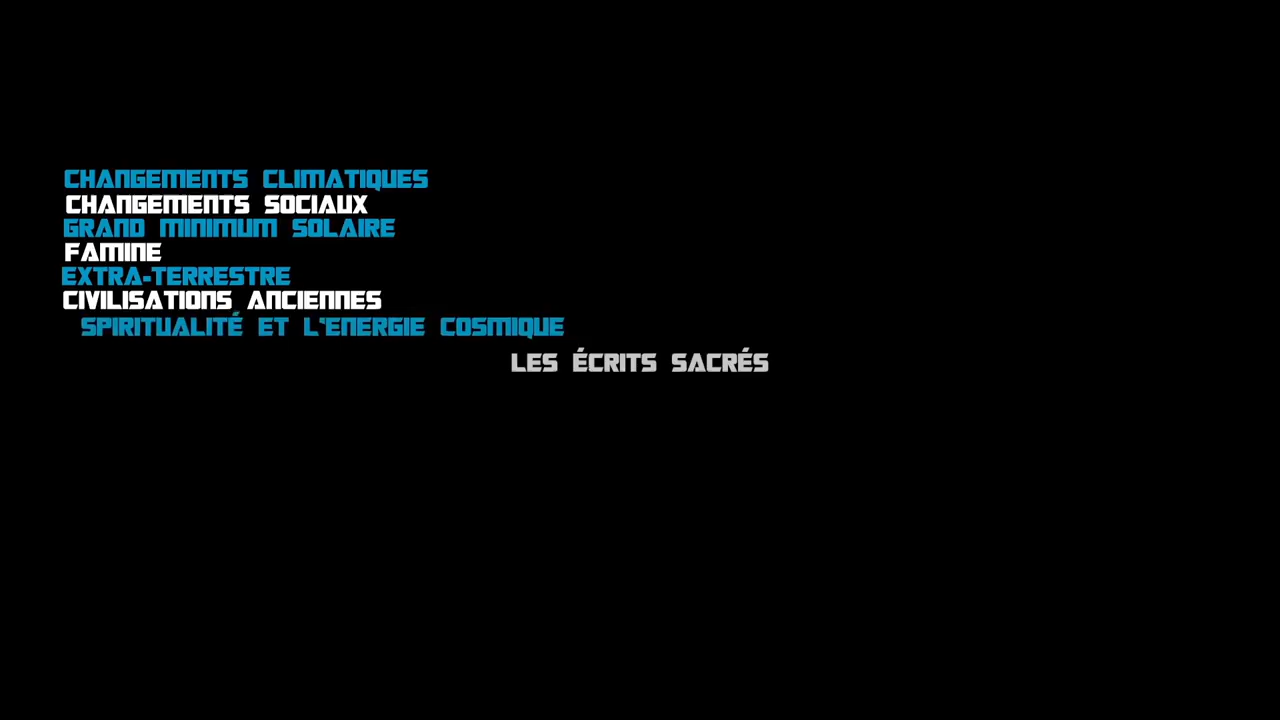 CHANGEMENTS CLIMATIQUES
CHANGEMENTS SOCIAUX
GRAND MINIMUM SOLAIRE
FAMINE
EXTRA-TERRESTRE
CIVILISATIONS ANCIENNES
SPIRITUALITÉ ET L'ENERGIE COSMIQUE
LES ÉCRITS SACRÉS